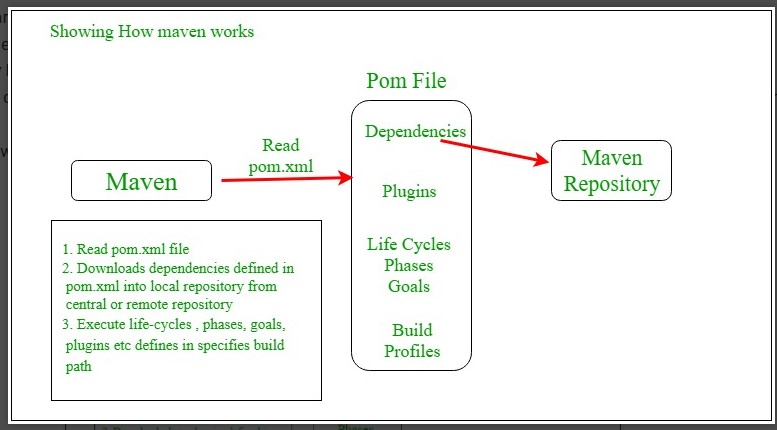 Showing How maven works
Pom File
Dependencies
Read
pom.xml
Maven
Maven
Repository
Plugins
Life Cycles
Phases
Goals
Build
Profiles
1. Read pom.xml file
2. Downloads dependencies defined in
pom.xml into local repository from
central or remote repository
3. Execute life-cycles , phases, goals,
plugins etc defines in specifies build
path